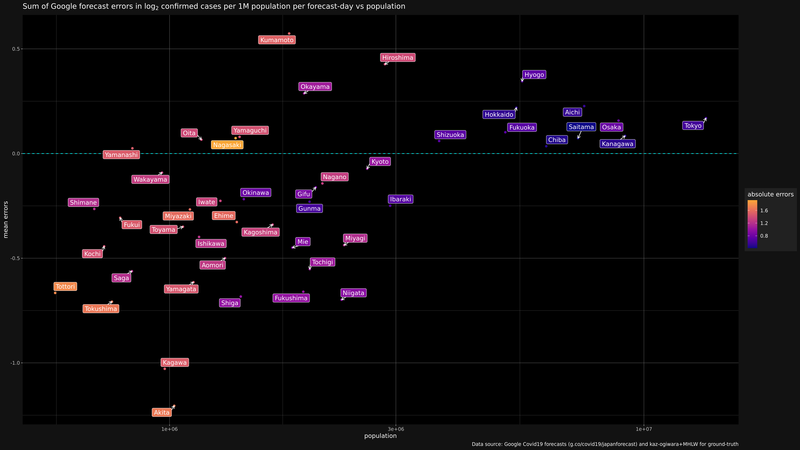 Sum of Google forecast errors in log2 confirmed cases per 1M population per forecast-day vs population
Kumamoto
0.5
Hiroshima
Hyogo
Okayama
Hokkaido
Aichi
Oita
Yamaguchi
Shizuoka
Fukuoka
Saitama
Osaka
Tokyo
Nagasaki
Chiba
Kanagawa
0.0
Yamanashi
Kyoto
Wakayama
Nagano
Okinawa
Gifu
Ibaraki
Shimane
Iwate
Gunma
absolute errors
1.6
1.2
0.8
mean errors
Miyazaki
Ehime
Fukui
Toyama
Kagoshima
Ishikawa
Mie
Miyagi
Kochi
-0.5
Aomori
Tochigi
Saga
Tottori
Yamagata
Tokushima
Shiga
Fukushima
Niigata
-1.0
Kagawa
Akita
1e+06
3e+06
1e+07
population
Data source: Google Covid19 forecasts (g.co/covid19/japanforecast) and kaz-ogiwara+MHLW for ground-truth